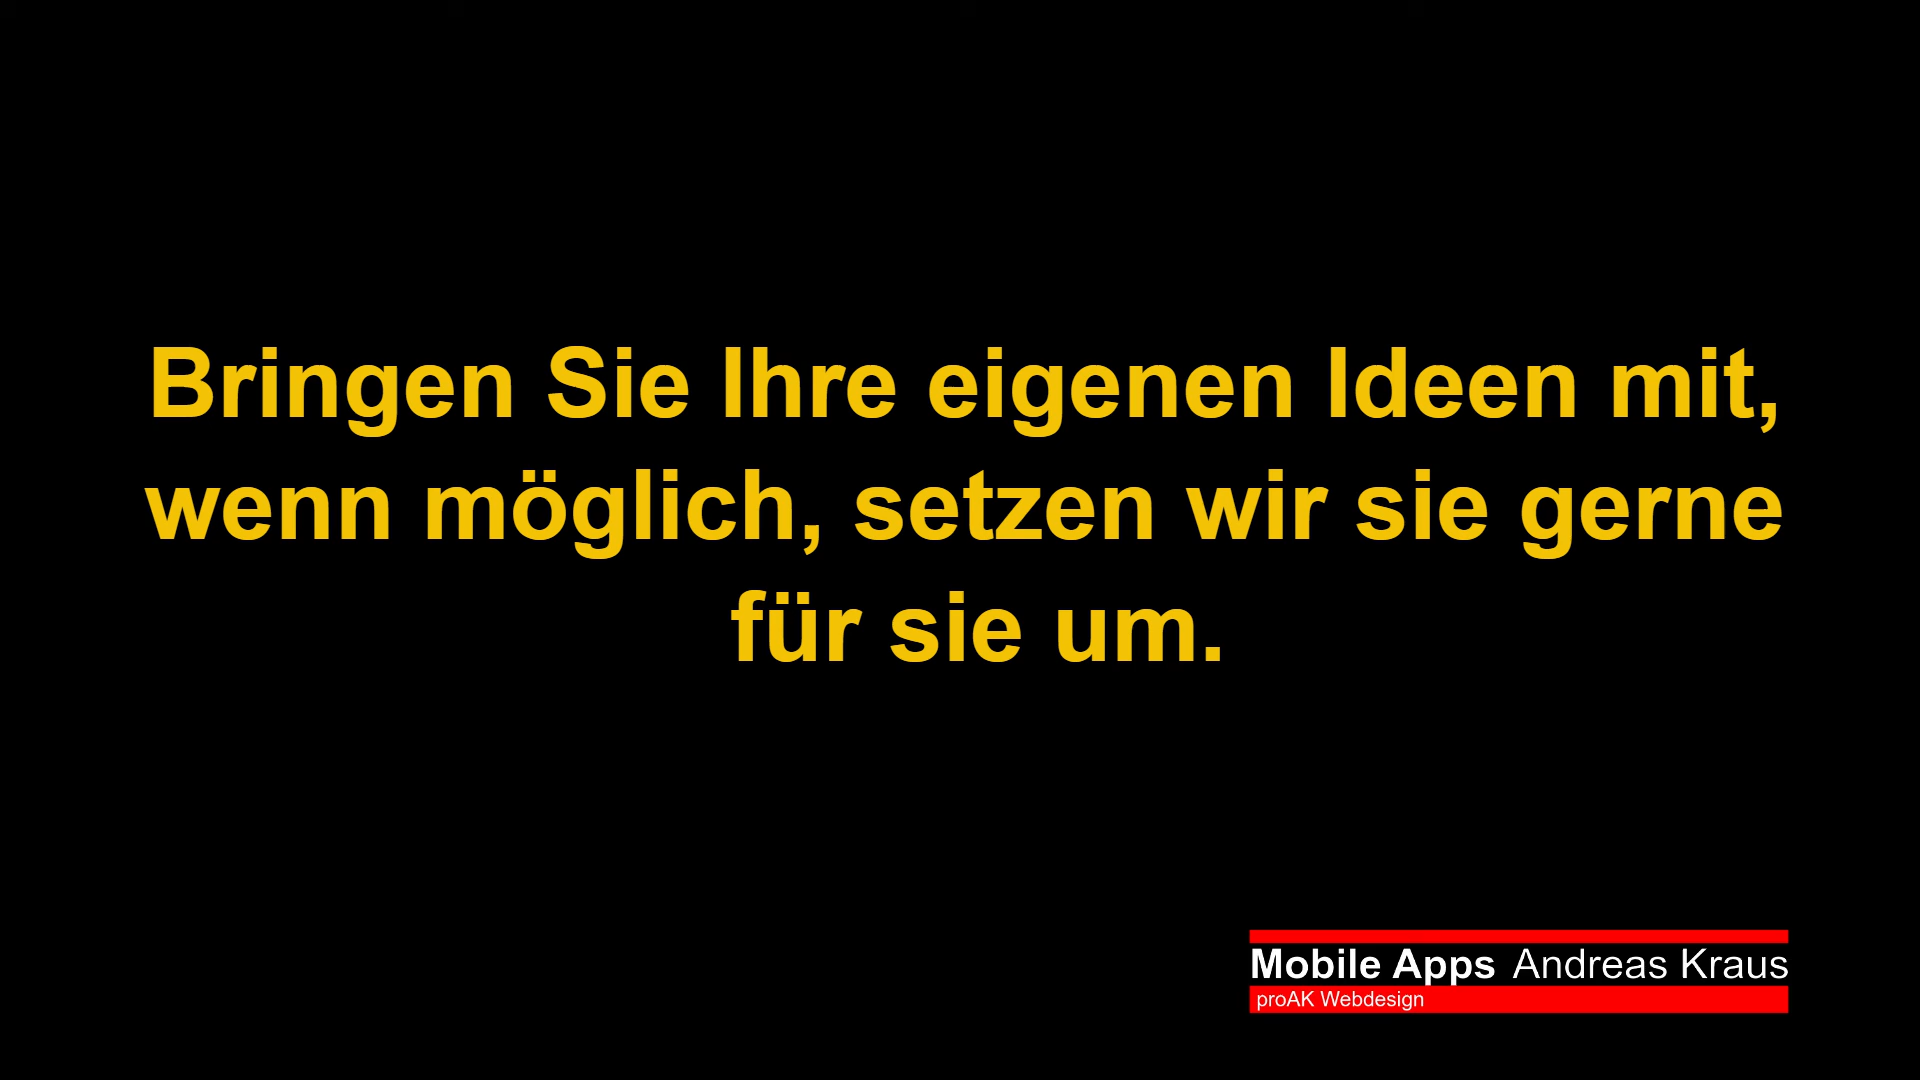 Bringen Sie Ihre eigenen Ideen mit,
wenn möglich, setzen wir sie gerne
für sie um.
Mobile Apps Andreas Kraus
proAK Webdesign